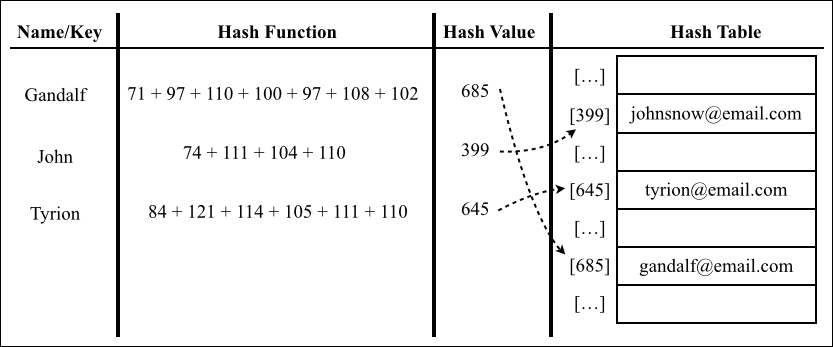 Name/Key Hash Function Hash Value Hash Table
[...]
Gandalf 71 + 97 + 110 + 100 + 97 + 108 + 102 685
[399] johnsnow@email.com
John 74 + 111 + 104 + 110 399 [...]
[645] tyrion@email.com
Tyrion 84 + 121 + 114 + 105 + 111 + 110 645
[...]
[685] gandalf@email.com
[...]